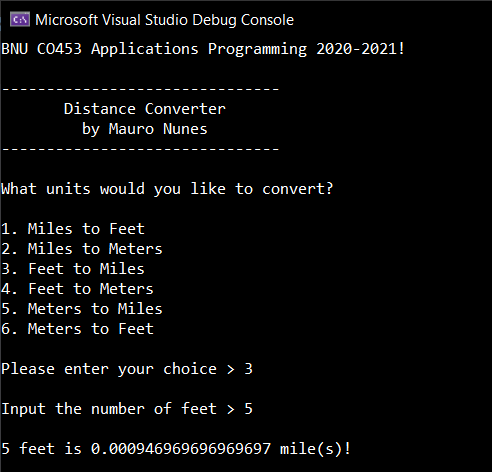 C:\ Microsoft Visual Studio Debug Console
BNU CO453 Applications Programming 2020-2021!
-------------------------------
Distance Converter
by Mauro Nunes
-------------------------------
What units would you like to convert?
1. Miles to Feet
2. Miles to Meters
3. Feet to Miles
4. Feet to Meters
5. Meters to Miles
6. Meters to Feet
Please enter your choice > 3
Input the number of feet > 5
5 feet is 0.000946969696969697 mile(s)!